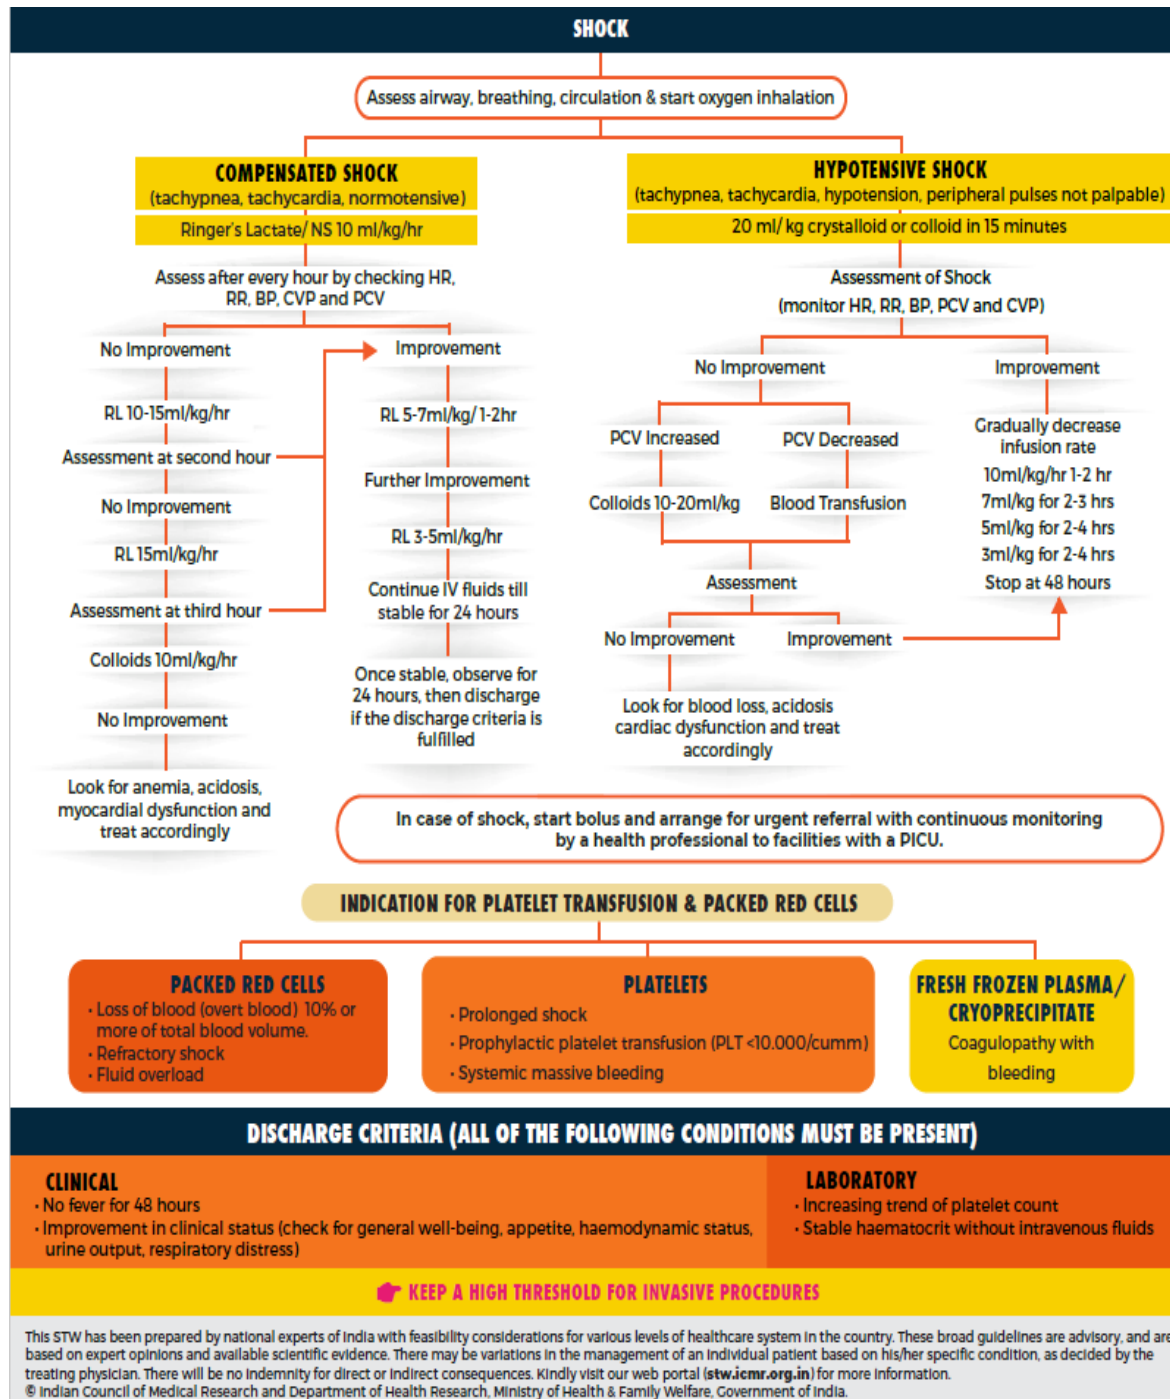 SHOCK
Assess airway, breathing, circulation & start oxygen inhalation
COMPENSATED SHOCK
(tachypnea, tachycardia, normotensive)
Ringer's Lactate/ NS 10 ml/kg/hr
Assess after every hour by checking HR,
RR, BP, CVP and PCV
No Improvement
RL 10-15ml/kg/hr
Assessment at second hour
No Improvement
RL 15ml/kg/hr
Assessment at third hour
Colloids 10ml/kg/hr
No Improvement
Look for anemia, acidosis,
myocardial dysfunction and
treat accordingly
Improvement
RL 5-7ml/kg/ 1-2hr
Further Improvement
RL 3-5ml/kg/hr
Continue IV fluids till
stable for 24 hours
Once stable, observe for
24 hours, then discharge
if the discharge criteria is
fulfilled
HYPOTENSIVE SHOCK
(tachypnea, tachycardia, hypotension, peripheral pulses not palpable)
20 ml/ kg crystalloid or colloid in 15 minutes
Assessment of Shock
(monitor HR, RR, BP, PCV and CVP)
No Improvement
PCV Increased
Colloids 10-20ml/kg
PCV Decreased
Blood Transfusion
Assessment
No Improvement
Improvement
Look for blood loss, acidosis
cardiac dysfunction and treat
accordingly
Improvement
Gradually decrease
infusion rate
10ml/kg/hr 1-2 hr
7ml/kg for 2-3 hrs
5ml/kg for 2-4 hrs
3ml/kg for 2-4 hrs
Stop at 48 hours
In case of shock, start bolus and arrange for urgent referral with continuous monitoring
by a health professional to facilities with a PICU.
INDICATION FOR PLATELET TRANSFUSION & PACKED RED CELLS
PACKED RED CELLS
• Loss of blood (overt blood) 10% or
more of total blood volume.
• Refractory shock
• Fluid overload
PLATELETS
• Prolonged shock
• Prophylactic platelet transfusion (PLT <10.000/cumm)
• Systemic massive bleeding
FRESH FROZEN PLASMA/
CRYOPRECIPITATE
Coagulopathy with
bleeding
DISCHARGE CRITERIA (ALL OF THE FOLLOWING CONDITIONS MUST BE PRESENT)
CLINICAL
• No fever for 48 hours
• Improvement in clinical status (check for general well-being, appetite, haemodynamic status,
urine output, respiratory distress)
LABORATORY
• Increasing trend of platelet count
• Stable haematocrit without intravenous fluids
KEEP A HIGH THRESHOLD FOR INVASIVE PROCEDURES
This STW has been prepared by national experts of India with feasibility considerations for various levels of healthcare system in the country. These broad guidelines are advisory, and are
based on expert opinions and available scientific evidence. There may be variations in the management of an individual patient based on his/her specific condition, as decided by the
treating physician. There will be no indemnity for direct or indirect consequences. Kindly visit our web portal (stw.icmr.org.in) for more information.
© Indian Council of Medical Research and Department of Health Research, Ministry of Health & Family Welfare, Government of India.